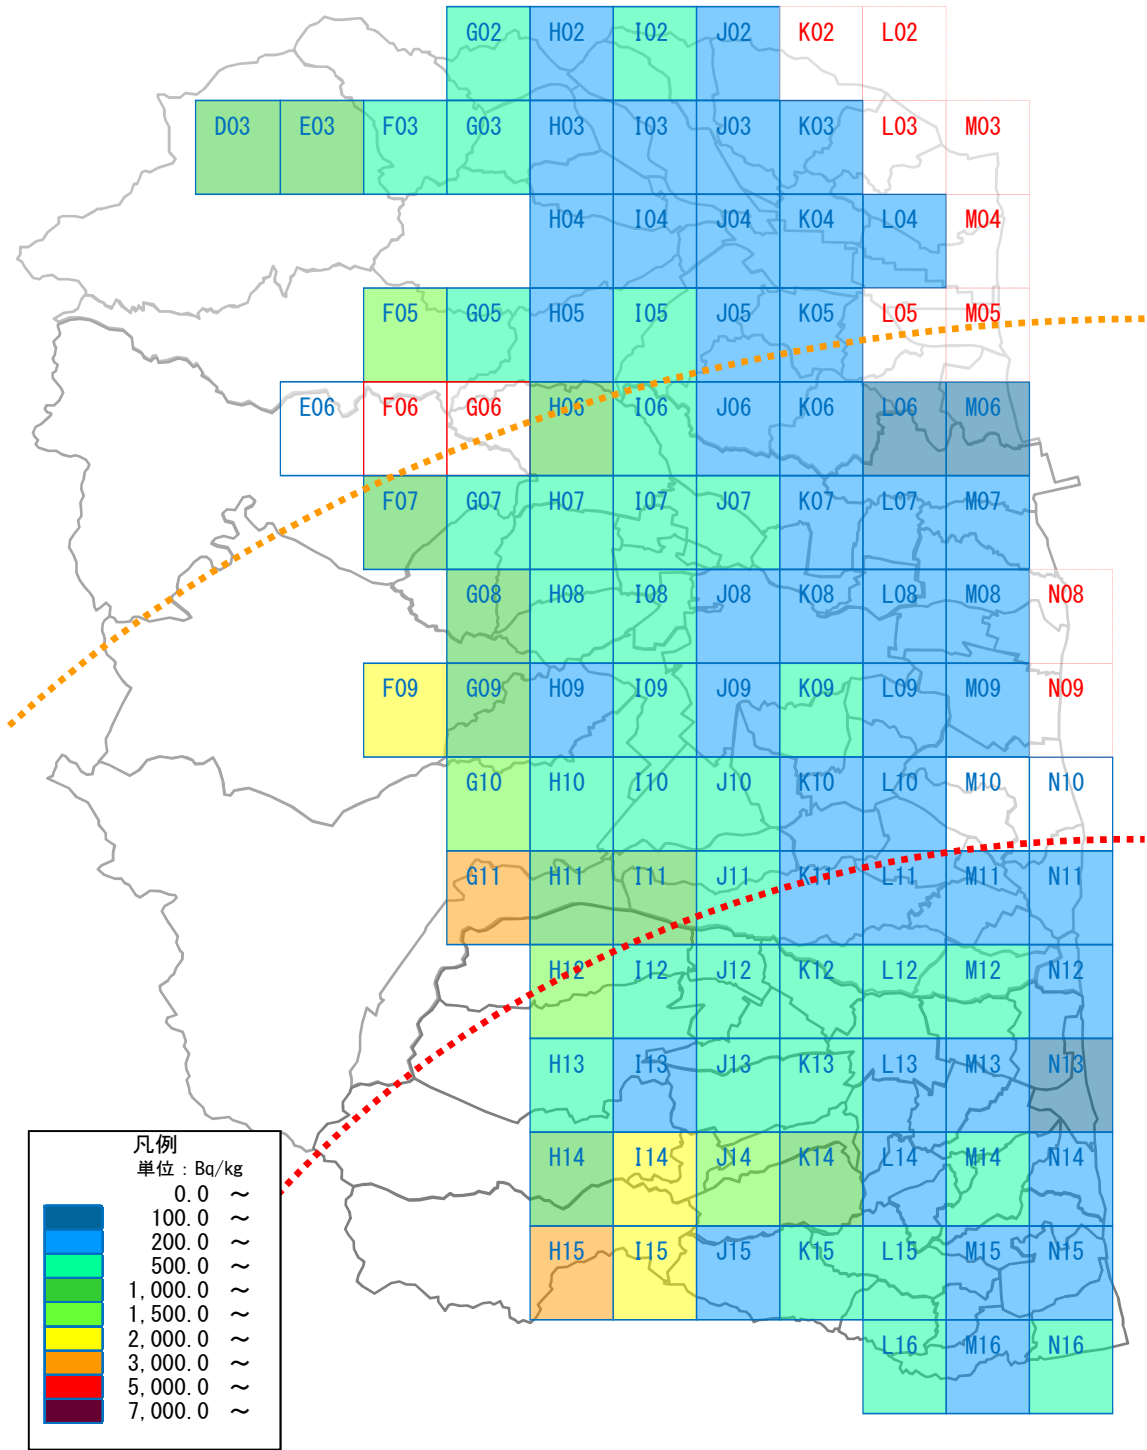 G02 H02 I02 J02 K02 L02
D03 E03 F03 G03 H03 I03 J03 K03 L03 M03
H04 I04 J04 K04 L04 M04
F05 G05 H05 I05 J05 K05 L05 M05
E06 F06 G06 H06 I06 J06 K06 L06 M06
F07 G07 H07 I07 J07 K07 L07 M07
G08 H08 I08 J08 K08 L08 M08 N08
F09 G09 H09 I09 J09 K09 L09 M09 N09
G10 H10 I10 J10 K10 L10 M10 N10
G11 H11 I11 J11 K11 L11 M11 N11
H12 I12 J12 K12 L12 M12 N12
H13 I13 J13 K13 L13 M13 N13
H14 I14 J14 K14 L14 M14 N14
H15 I15 J15 K15 L15 M15 N15
L16 M16 N16
凡例
単位：Bq/kg
0.0 ～
100.0 ～
200.0 ～
500.0 ～
1,000.0 ～
1,500.0 ～
2,000.0 ～
3,000.0 ～
5,000.0 ～
7,000.0 ～